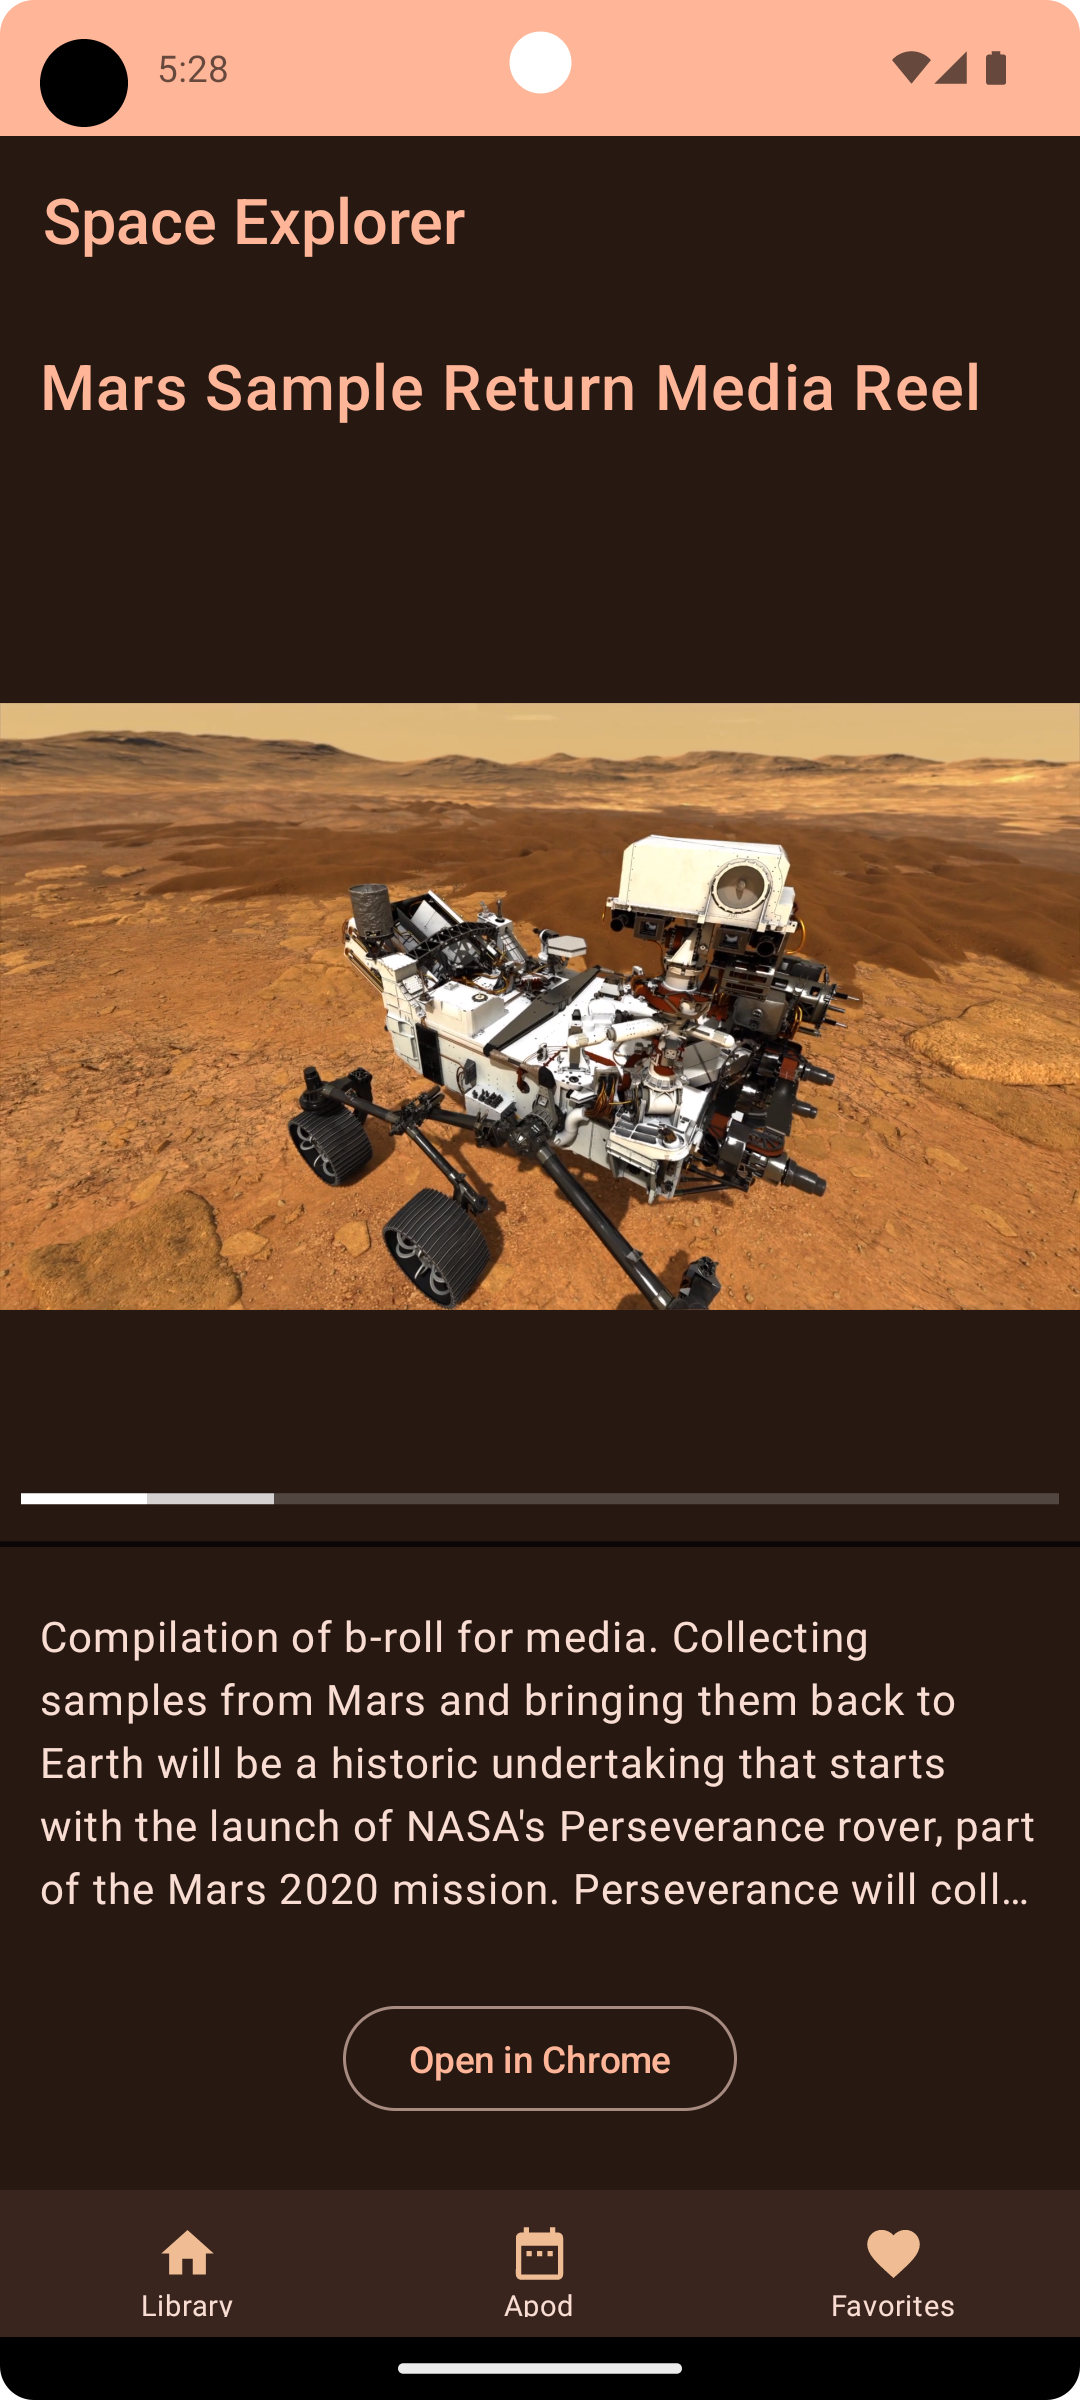 5:28
Space Explorer
Mars Sample Return Media Reel
Compilation of b-roll for media. Collecting
samples from Mars and bringing them back to
Earth will be a historic undertaking that starts
with the launch of NASA's Perseverance rover, part
of the Mars 2020 mission. Perseverance will coll…
Open in Chrome
Library
Apod
Favorites